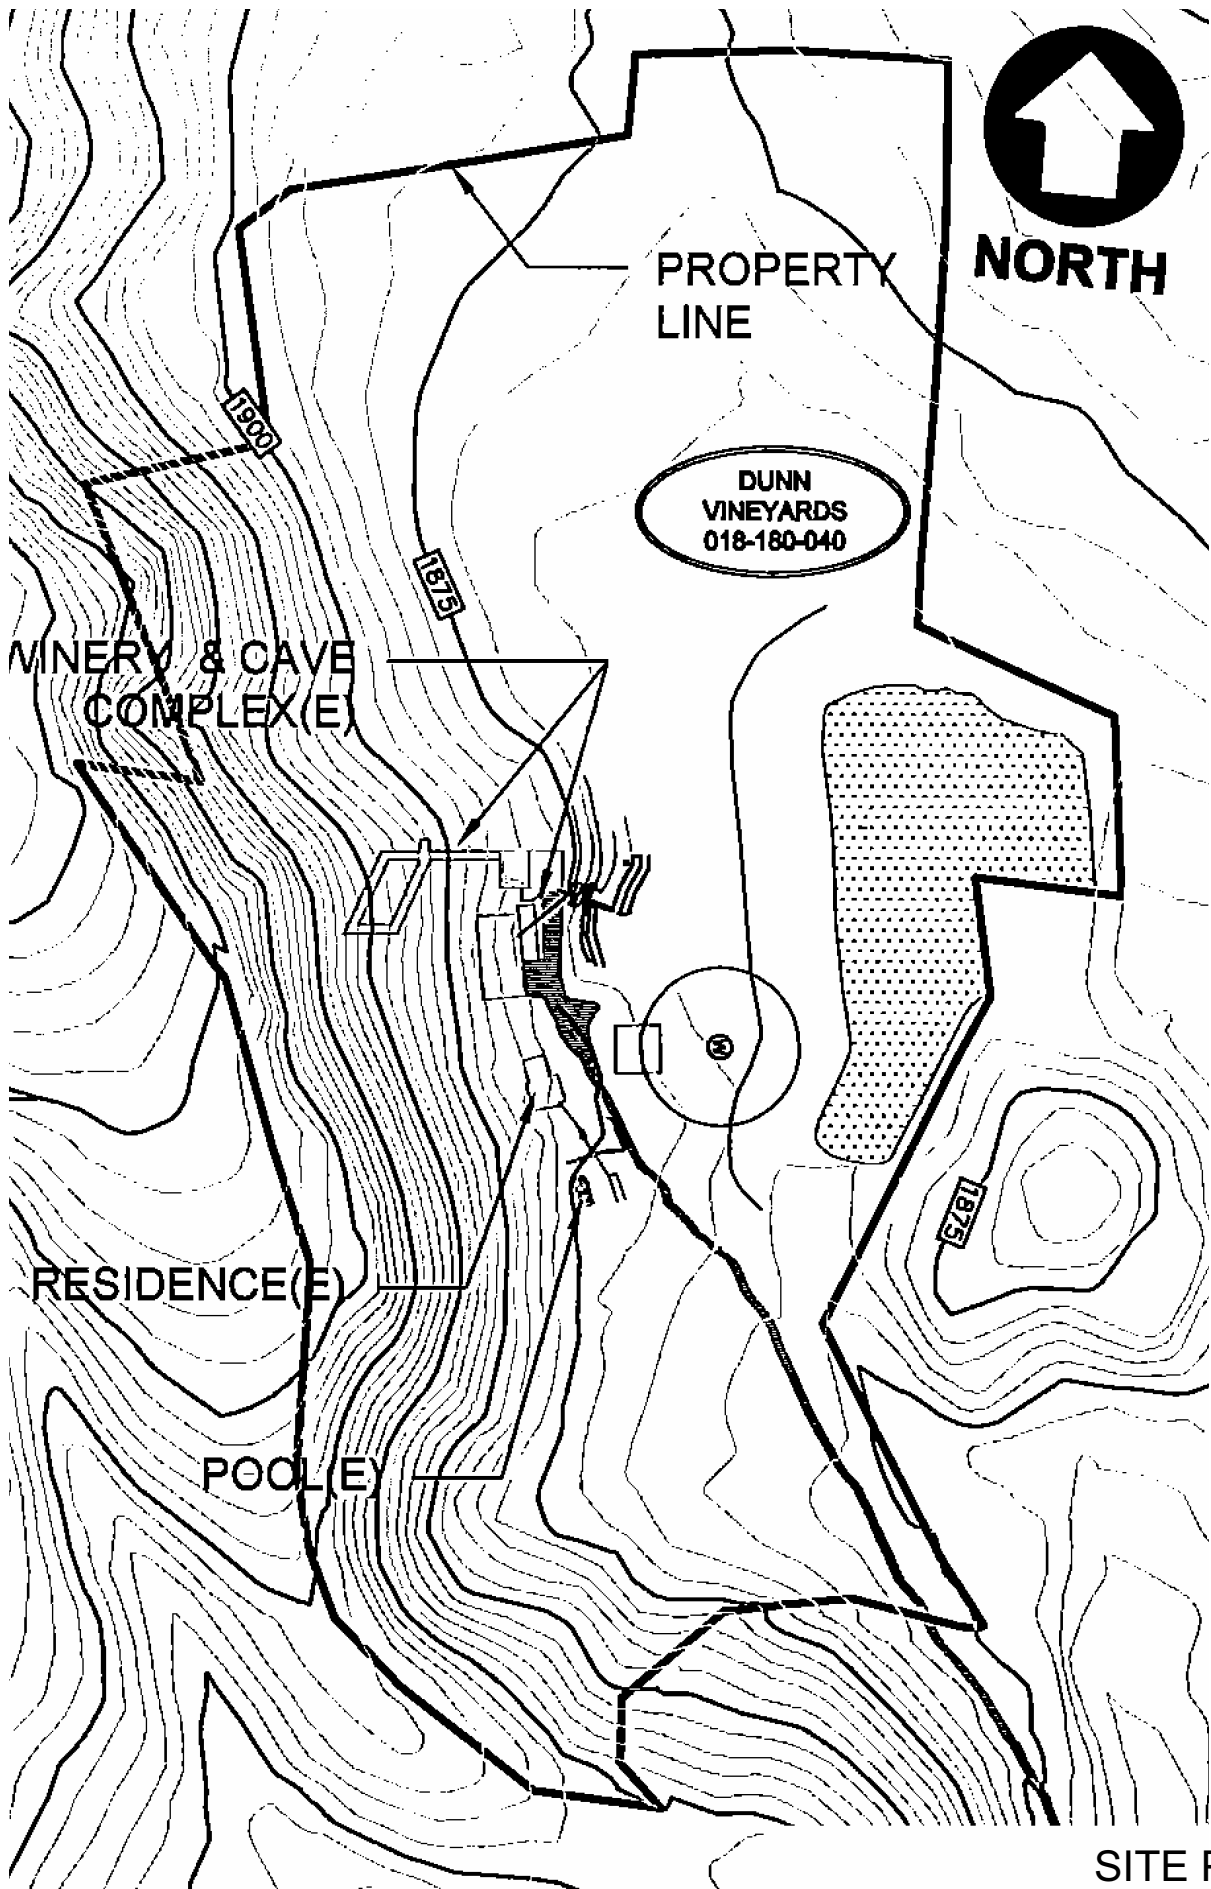 NORTH
PROPERTY
LINE
1900
DUNN
VINEYARDS
018-180-040
1875
WINERY & CAVE
COMPLEX(E)
W
1875
RESIDENCE(E)
POOL(E)
SITE